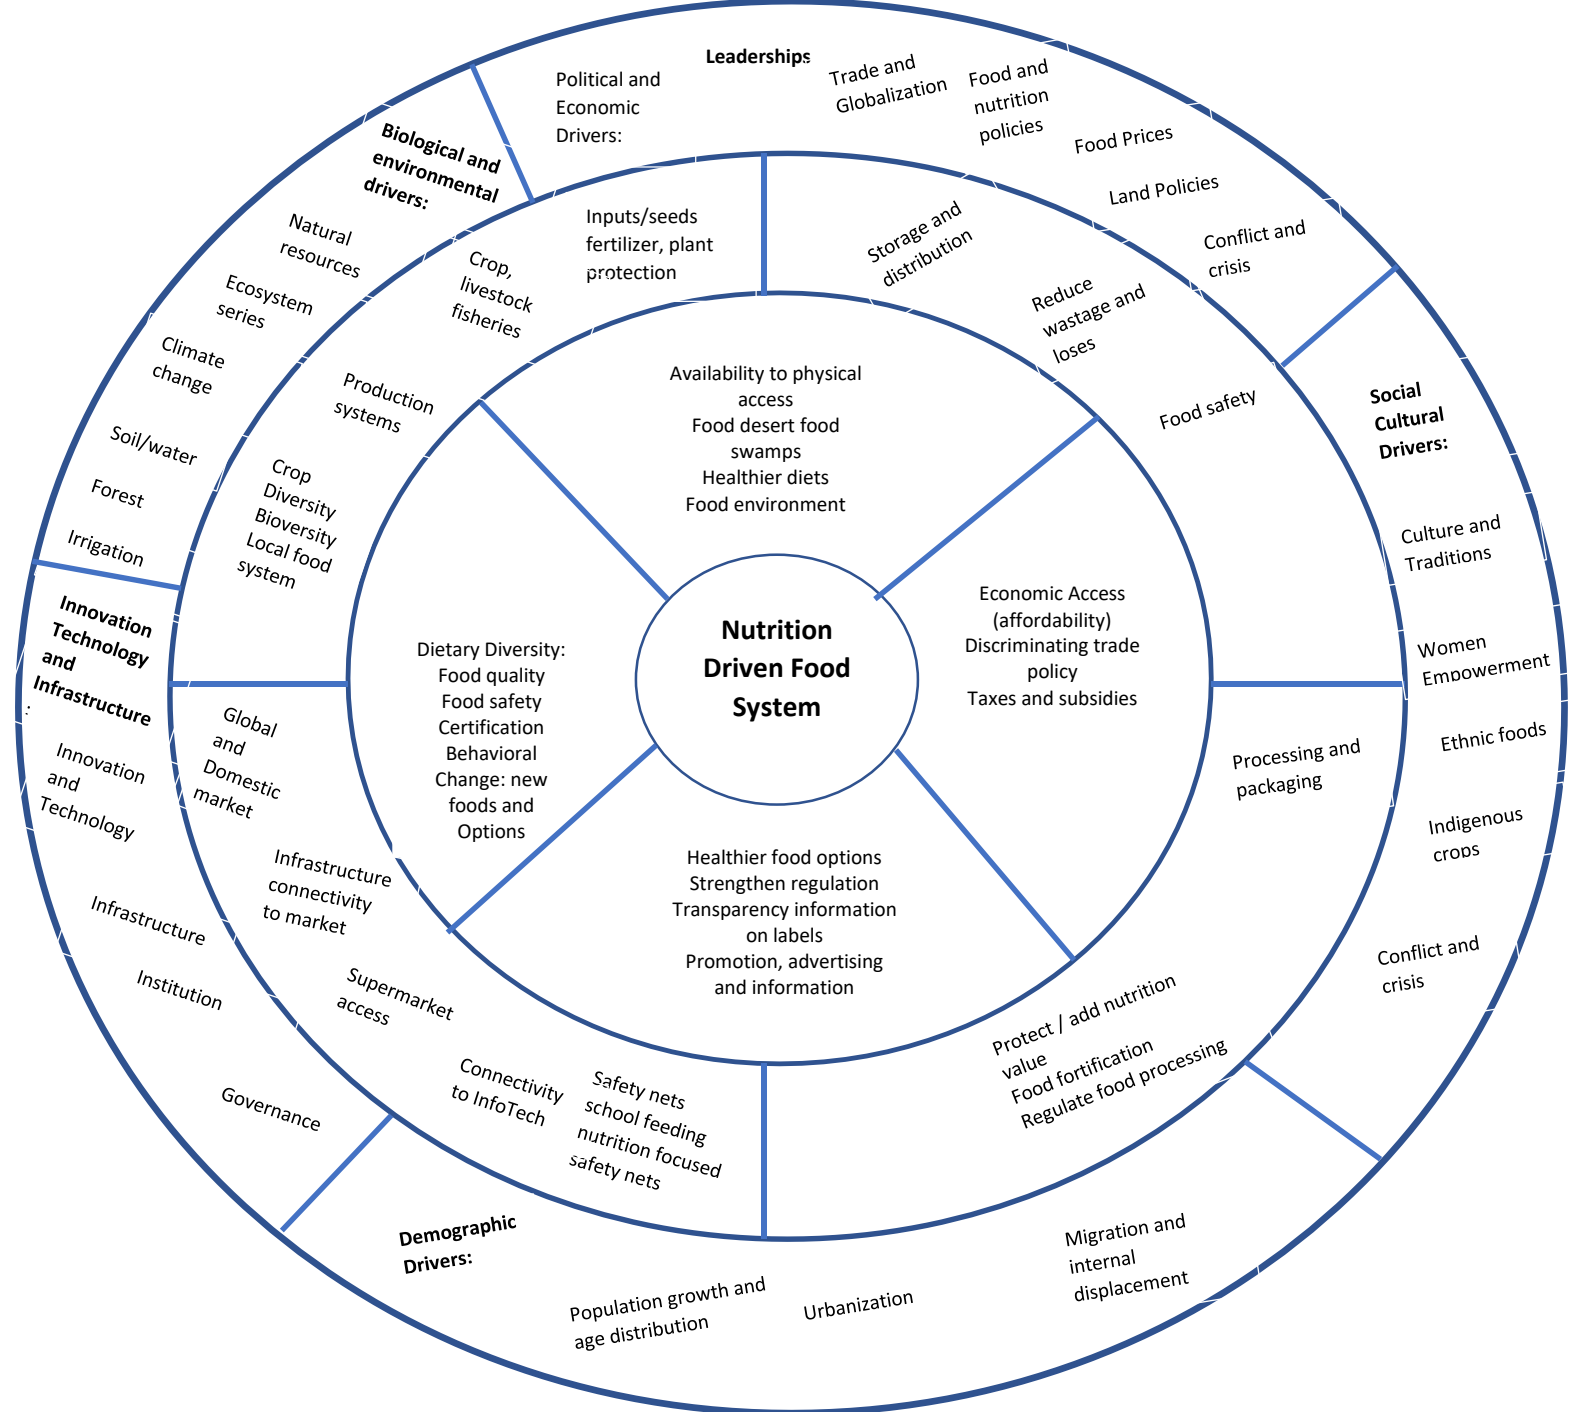 Leaderships
Political and
Economic
Drivers:
Trade and
Globalization
Food and
nutrition
policies
Food Prices
Land Policies
Conflict and
crisis
Social
Cultural
Drivers:
Culture and
Traditions
Women
Empowerment
Ethnic foods
Indigenous
crops
Conflict and
crisis
Migration and
internal
displacement
Urbanization
Population growth and
age distribution
Demographic
Drivers:
Governance
Institution
Infrastructure
Innovation
and
Technology
Innovation
Technology
and
Infrastructure
:
Irrigation
Forest
Soil/water
Climate
change
Ecosystem
series
Natural
resources
Biological and
environmental
drivers:
Inputs/seeds
fertilizer, plant
protection
Crop,
livestock
fisheries
Production
systems
Crop
Diversity
Bioversity
Local food
system
Storage and
distribution
Reduce
wastage and
loses
Food safety
Processing and
packaging
Protect / add nutrition
value
Food fortification
Regulate food processing
Safety nets
school feeding
nutrition focused
safety nets
Connectivity
to InfoTech
Supermarket
access
Infrastructure
connectivity
to market
Global
and
Domestic
market
Availability to physical
access
Food desert food
swamps
Healthier diets
Food environment
Economic Access
(affordability)
Discriminating trade
policy
Taxes and subsidies
Healthier food options
Strengthen regulation
Transparency information
on labels
Promotion, advertising
and information
Dietary Diversity:
Food quality
Food safety
Certification
Behavioral
Change: new
foods and
Options
Nutrition
Driven Food
System